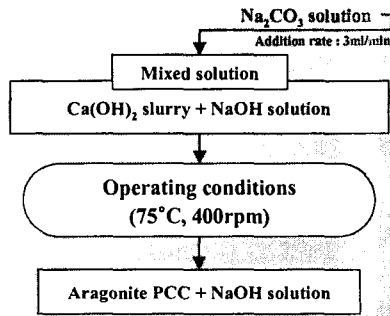 Na₂CO₃ solution
Addition rate : 3ml/min
Mixed solution
Ca(OH)₂ slurry + NaOH solution
Operating conditions
(75°C, 400rpm)
Aragonite PCC + NaOH solution